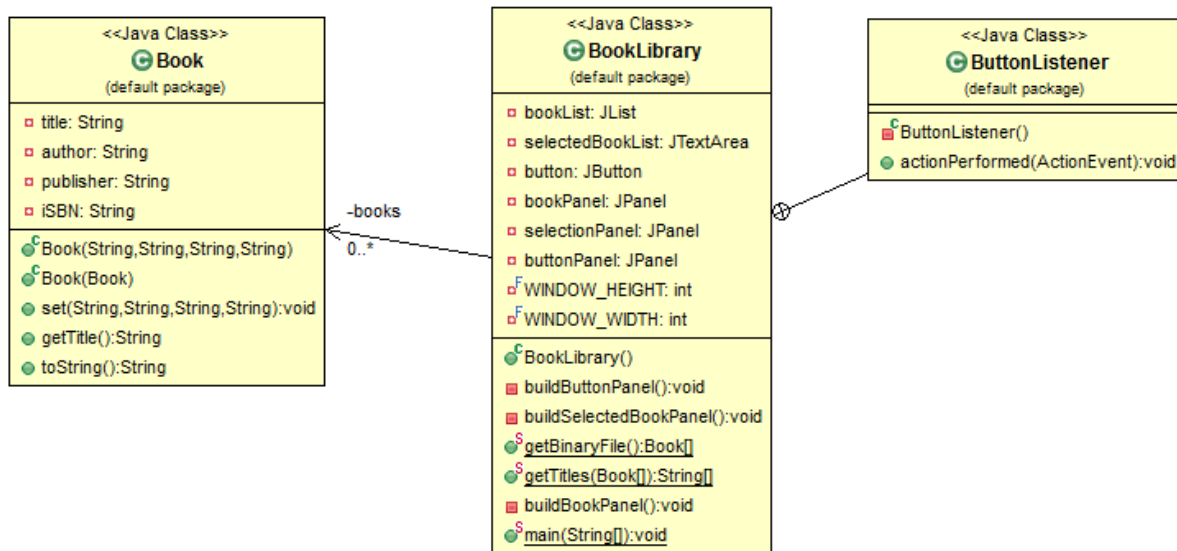 <<Java Class>>
Book
(default package)
title: String
author: String
publisher: String
iSBN: String
Book(String,String,String,String)
Book(Book)
set(String,String,String,String):void
getTitle():String
toString():String
-books
0..*
<<Java Class>>
BookLibrary
(default package)
bookList: JList
selectedBookList: JTextArea
button: JButton
bookPanel: JPanel
selectionPanel: JPanel
buttonPanel: JPanel
WINDOW_HEIGHT: int
WINDOW_WIDTH: int
BookLibrary()
buildButtonPanel():void
buildSelectedBookPanel():void
getBinaryFile():Book[]
getTitles(Book[]):String[]
buildBookPanel():void
main(String[]):void
<<Java Class>>
ButtonListener
(default package)
ButtonListener()
actionPerformed(ActionEvent):void